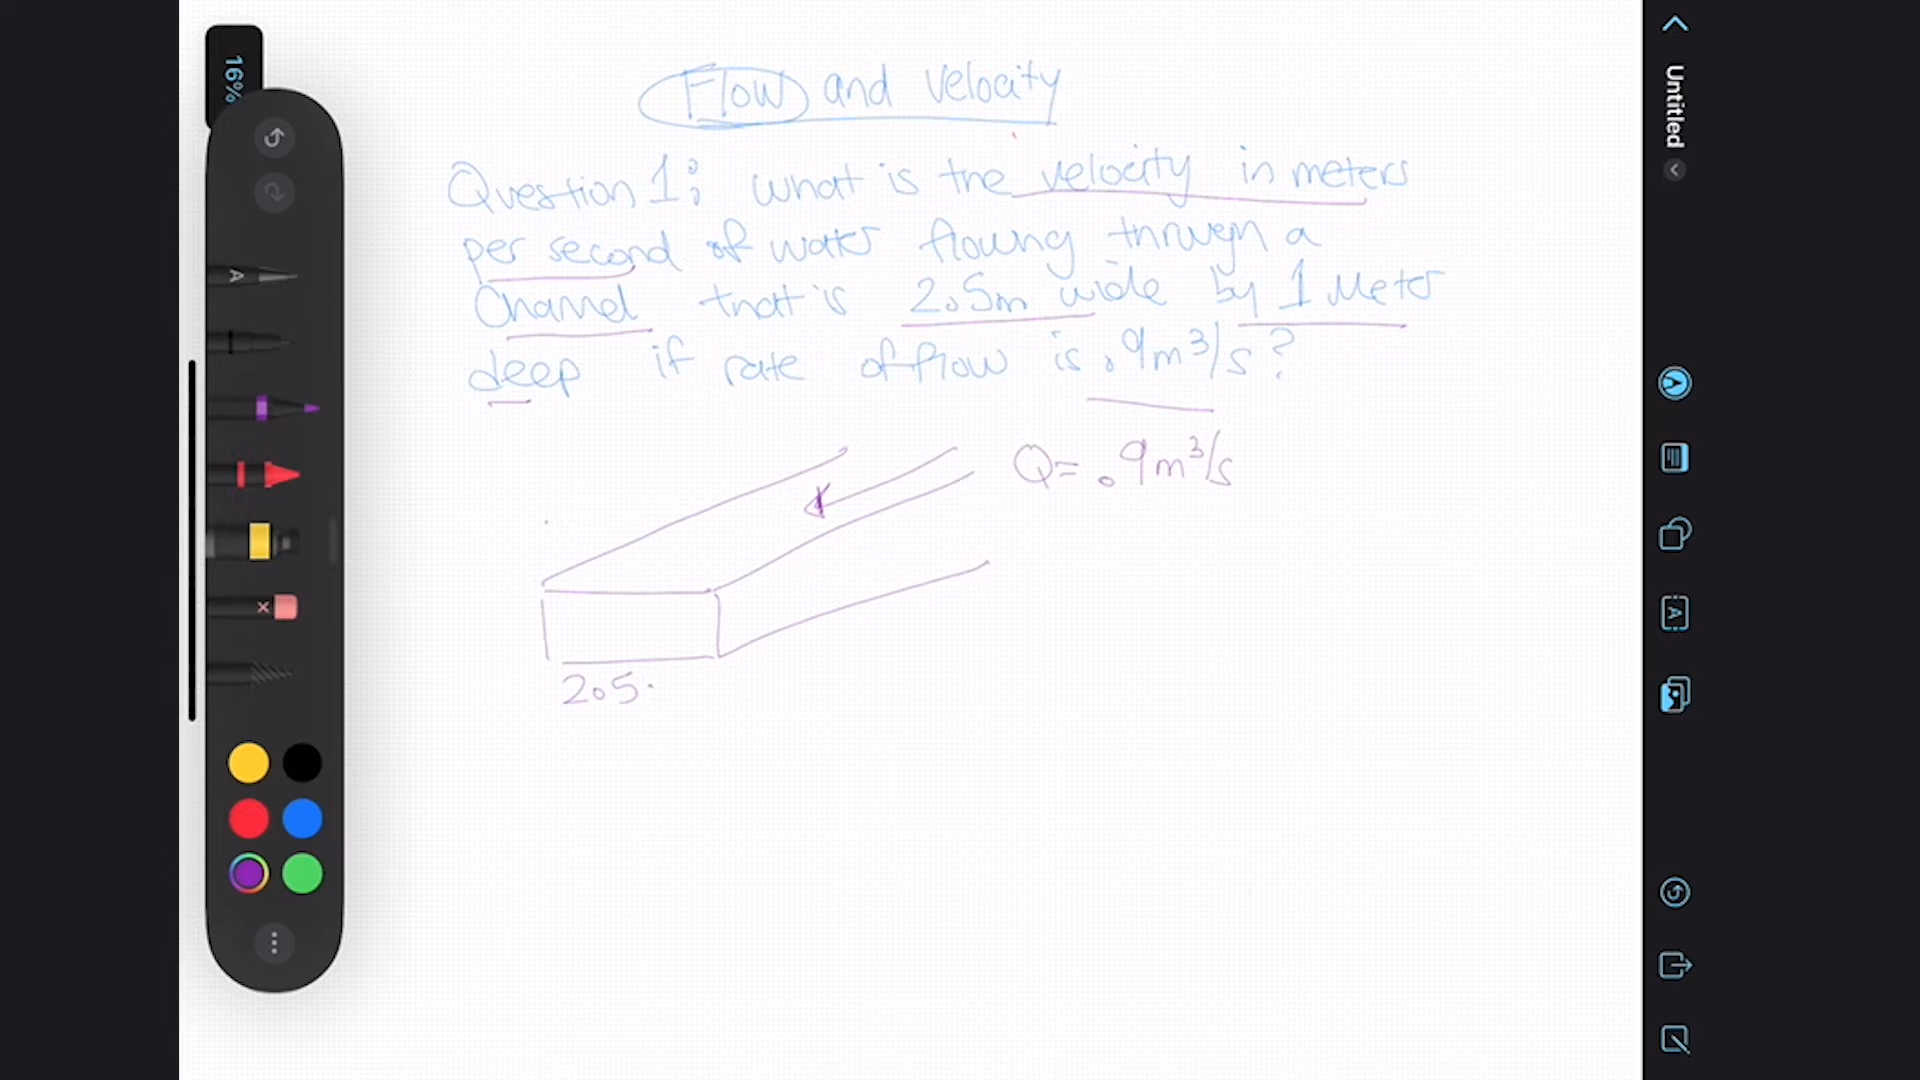 Flow and velocity
Question 1: what is the velocity in meters
per second of water flowing through a
Channel that is 2.5m wide by 1 Meter
deep if rate of flow is .9m³/s?
Q= .9m³/s
2.5
16%
Untitled